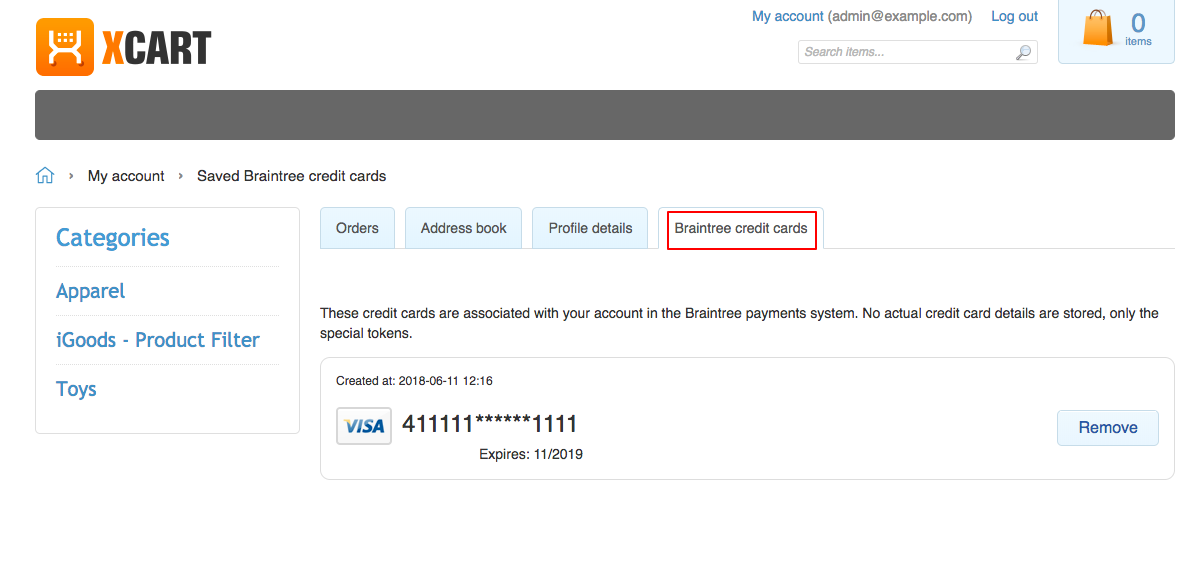 XCART
My account (admin@example.com) Log out
Search items...
0
items
My account › Saved Braintree credit cards
Categories
Apparel
iGoods - Product Filter
Toys
Orders
Address book
Profile details
Braintree credit cards
These credit cards are associated with your account in the Braintree payments system. No actual credit card details are stored, only the
special tokens.
Created at: 2018-06-11 12:16
VISA 411111******1111
Expires: 11/2019
Remove